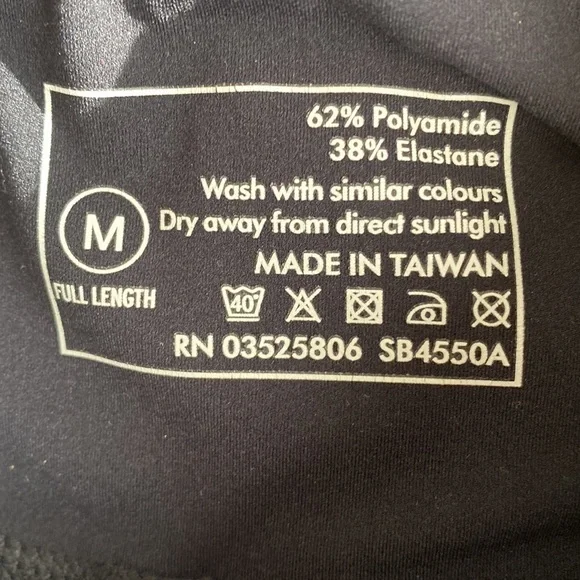 62% Polyamide
38% Elastane
Wash with similar colours
Dry away from direct sunlight
MADE IN TAIWAN
M
FULL LENGTH
40°
RN 03525806 SB4550A